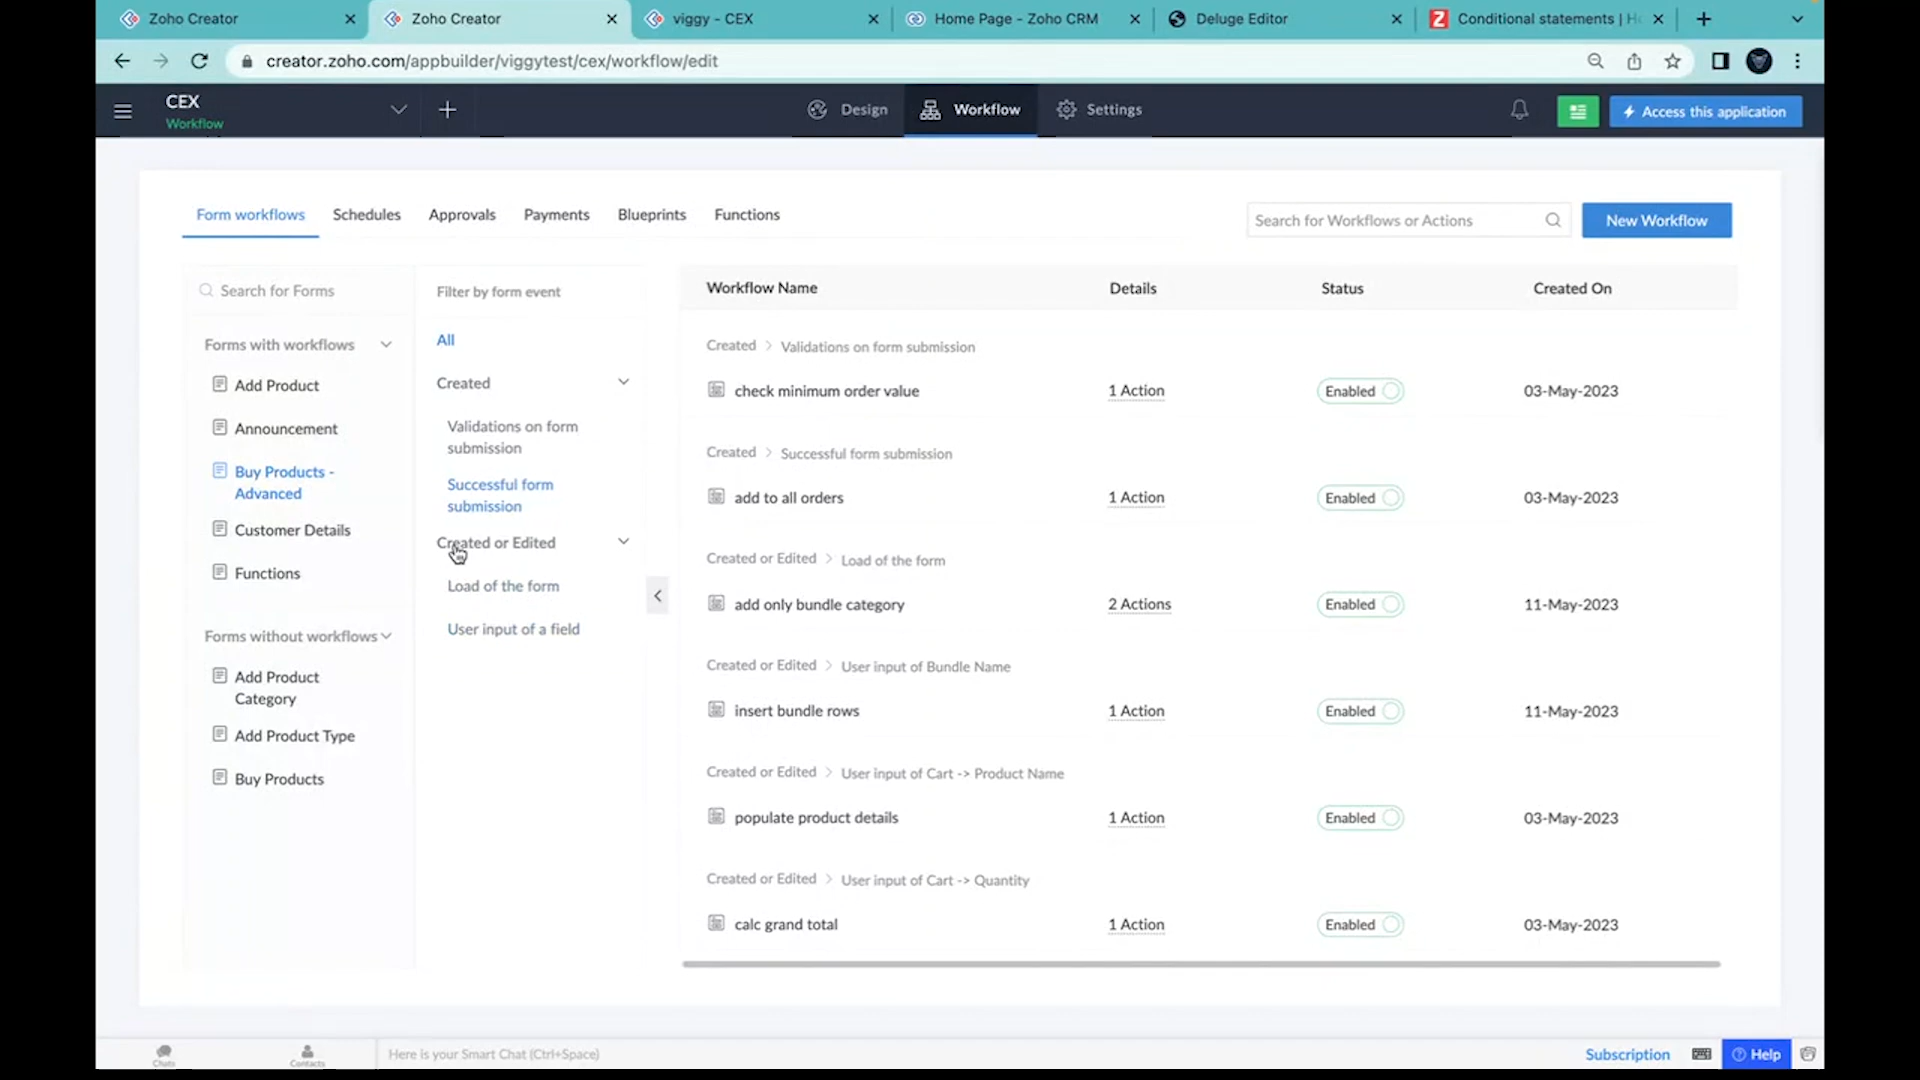 Zoho Creator
Zoho Creator
viggy - CEX
Home Page - Zoho CRM
Deluge Editor
Conditional statements | H
creator.zoho.com/appbuilder/viggytest/cex/workflow/edit
CEX
Workflow
Design
Workflow
Settings
Access this application
Form workflows
Schedules
Approvals
Payments
Blueprints
Functions
Search for Workflows or Actions
New Workflow
Search for Forms
Forms with workflows
Add Product
Announcement
Buy Products -
Advanced
Customer Details
Functions
Forms without workflows
Add Product
Category
Add Product Type
Buy Products
Filter by form event
All
Created
Validations on form
submission
Successful form
submission
Created or Edited
Load of the form
User input of a field
Workflow Name Details Status Created On
Created > Validations on form submission
check minimum order value 1 Action Enabled 03-May-2023
Created > Successful form submission
add to all orders 1 Action Enabled 03-May-2023
Created or Edited > Load of the form
add only bundle category 2 Actions Enabled 11-May-2023
Created or Edited > User input of Bundle Name
insert bundle rows 1 Action Enabled 11-May-2023
Created or Edited > User input of Cart -> Product Name
populate product details 1 Action Enabled 03-May-2023
Created or Edited > User input of Cart -> Quantity
calc grand total 1 Action Enabled 03-May-2023
Chats
Contacts
Here is your Smart Chat (Ctrl+Space)
Subscription
Help